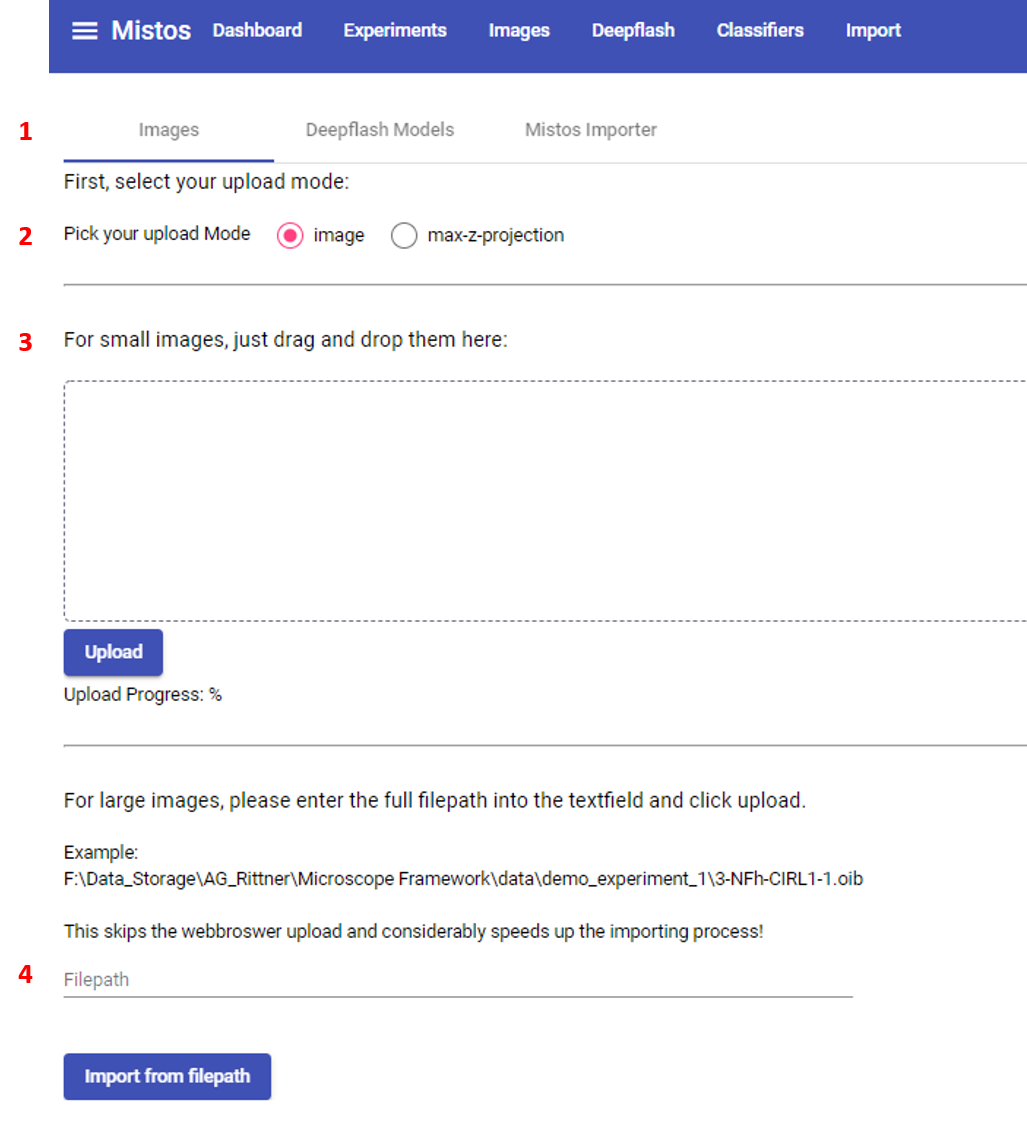 Mistos Dashboard Experiments Images Deepflash Classifiers Import
1 Images Deepflash Models Mistos Importer
First, select your upload mode:
2 Pick your upload Mode image max-z-projection
3 For small images, just drag and drop them here:
Upload
Upload Progress: %
For large images, please enter the full filepath into the textfield and click upload.
Example:
F:\Data_Storage\AG_Rittner\Microscope Framework\data\demo_experiment_1\3-NFh-CIRL1-1.oib
This skips the webbroswer upload and considerably speeds up the importing process!
4 Filepath
Import from filepath